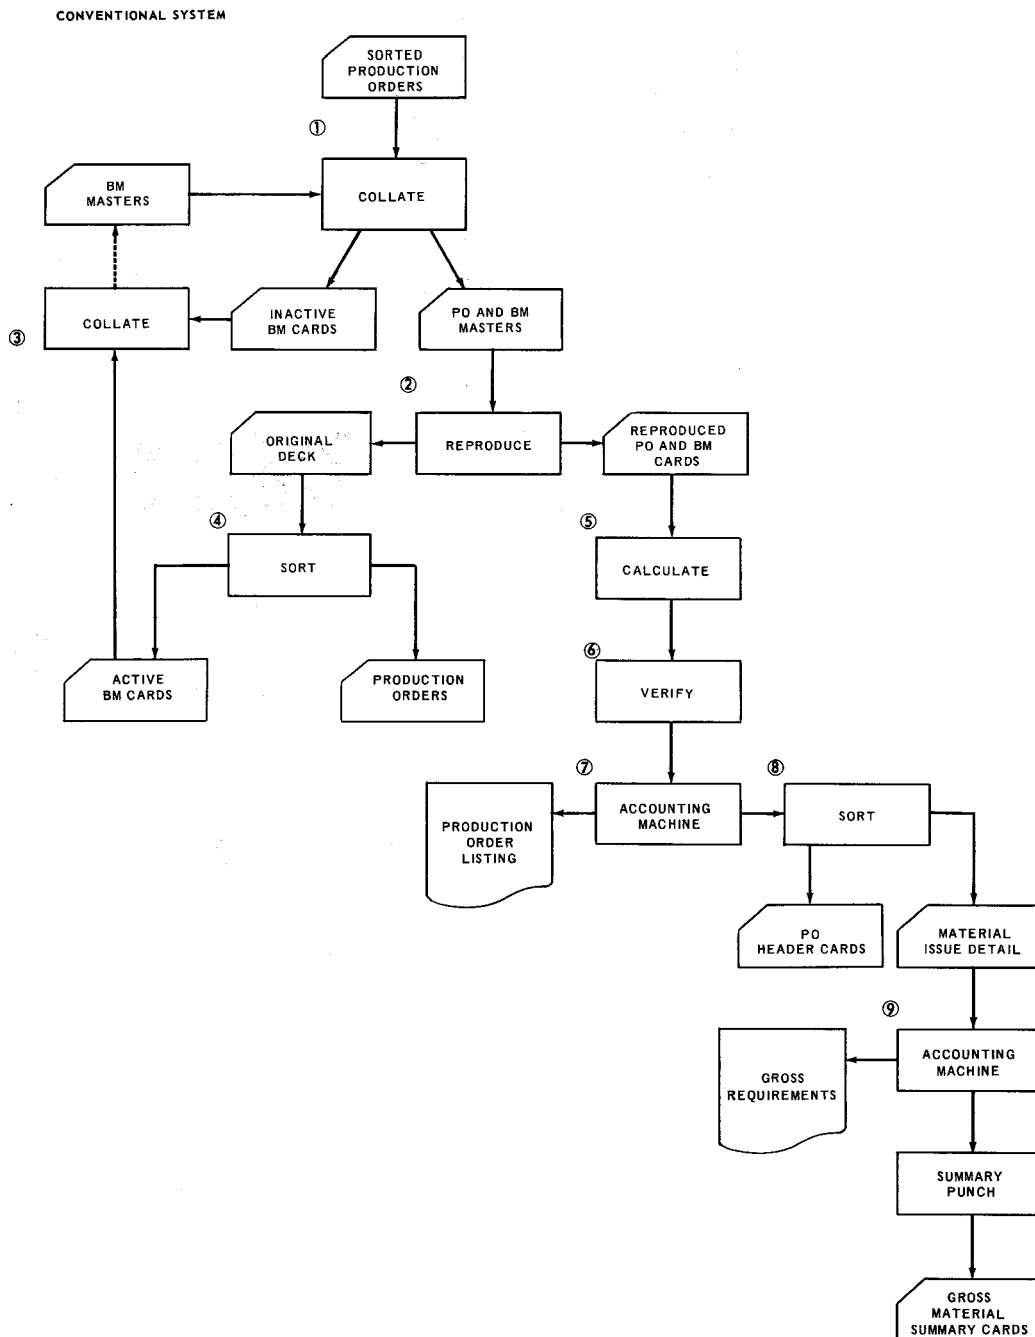 CONVENTIONAL SYSTEM
SORTED
PRODUCTION
ORDERS
①
COLLATE
BM
MASTERS
③
COLLATE
INACTIVE
BM CARDS
PO AND BM
MASTERS
②
ORIGINAL
DECK
REPRODUCE
REPRODUCED
PO AND BM
CARDS
④
SORT
⑤
CALCULATE
ACTIVE
BM CARDS
PRODUCTION
ORDERS
⑥
VERIFY
⑦
PRODUCTION
ORDER
LISTING
ACCOUNTING
MACHINE
⑧
SORT
PO
HEADER CARDS
MATERIAL
ISSUE DETAIL
⑨
GROSS
REQUIREMENTS
ACCOUNTING
MACHINE
SUMMARY
PUNCH
GROSS
MATERIAL
SUMMARY CARDS